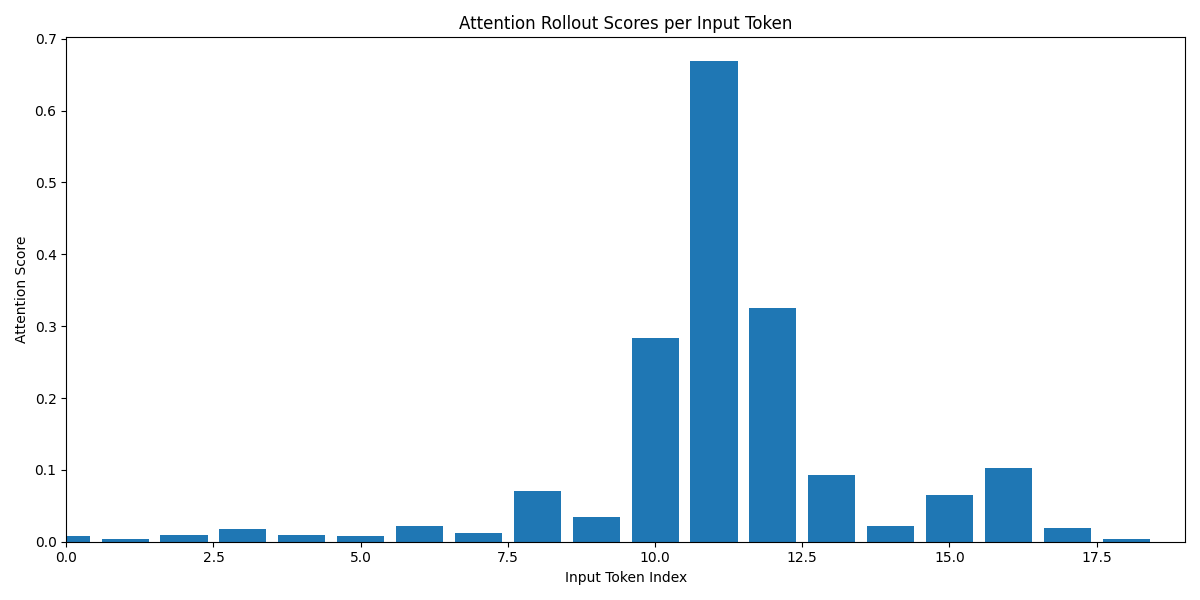 Attention Rollout Scores per Input Token
0.7
0.6
0.5
0.4
0.3
0.2
0.1
0.0
Attention Score
0.0 2.5 5.0 7.5 10.0 12.5 15.0 17.5
Input Token Index